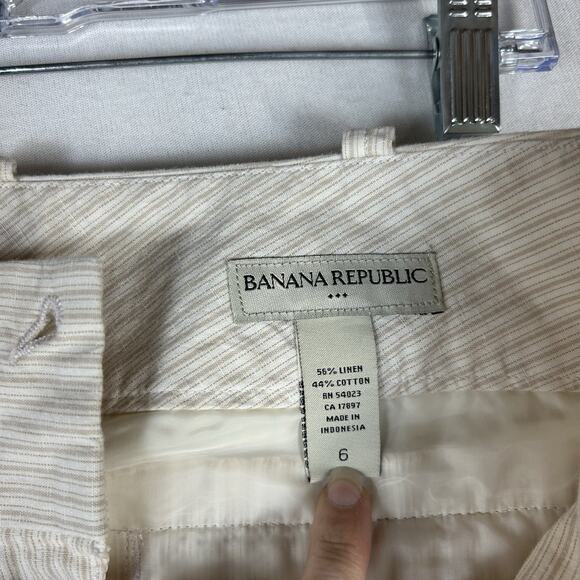 BANANA REPUBLIC
56% LINEN
44% COTTON
RN 54023
CA 17897
MADE IN
INDONESIA
6